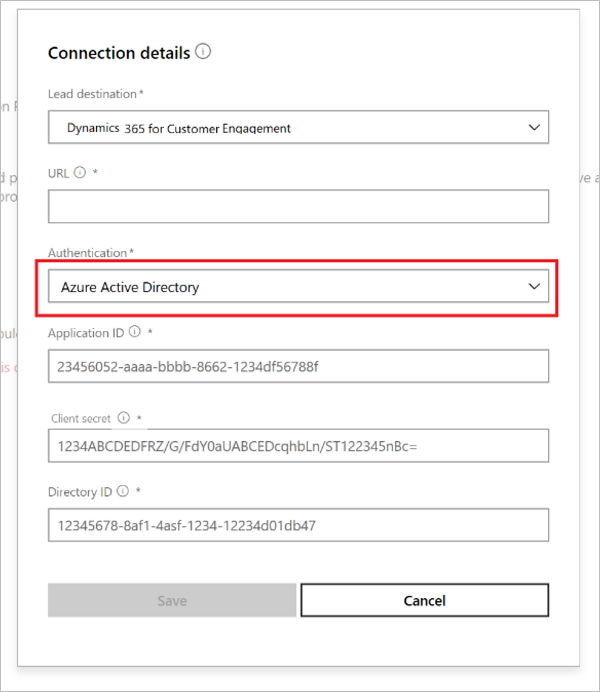 Connection details
Lead destination*
Dynamics 365 for Customer Engagement
URL *
Authentication*
Azure Active Directory
Application ID *
23456052-aaaa-bbbb-8662-1234df56788f
Client secret *
1234ABCDEDFRZ/G/FdY0aUABCEDcqhbLn/ST122345nBc=
Directory ID *
12345678-8af1-4asf-1234-12234d01db47
Save Cancel